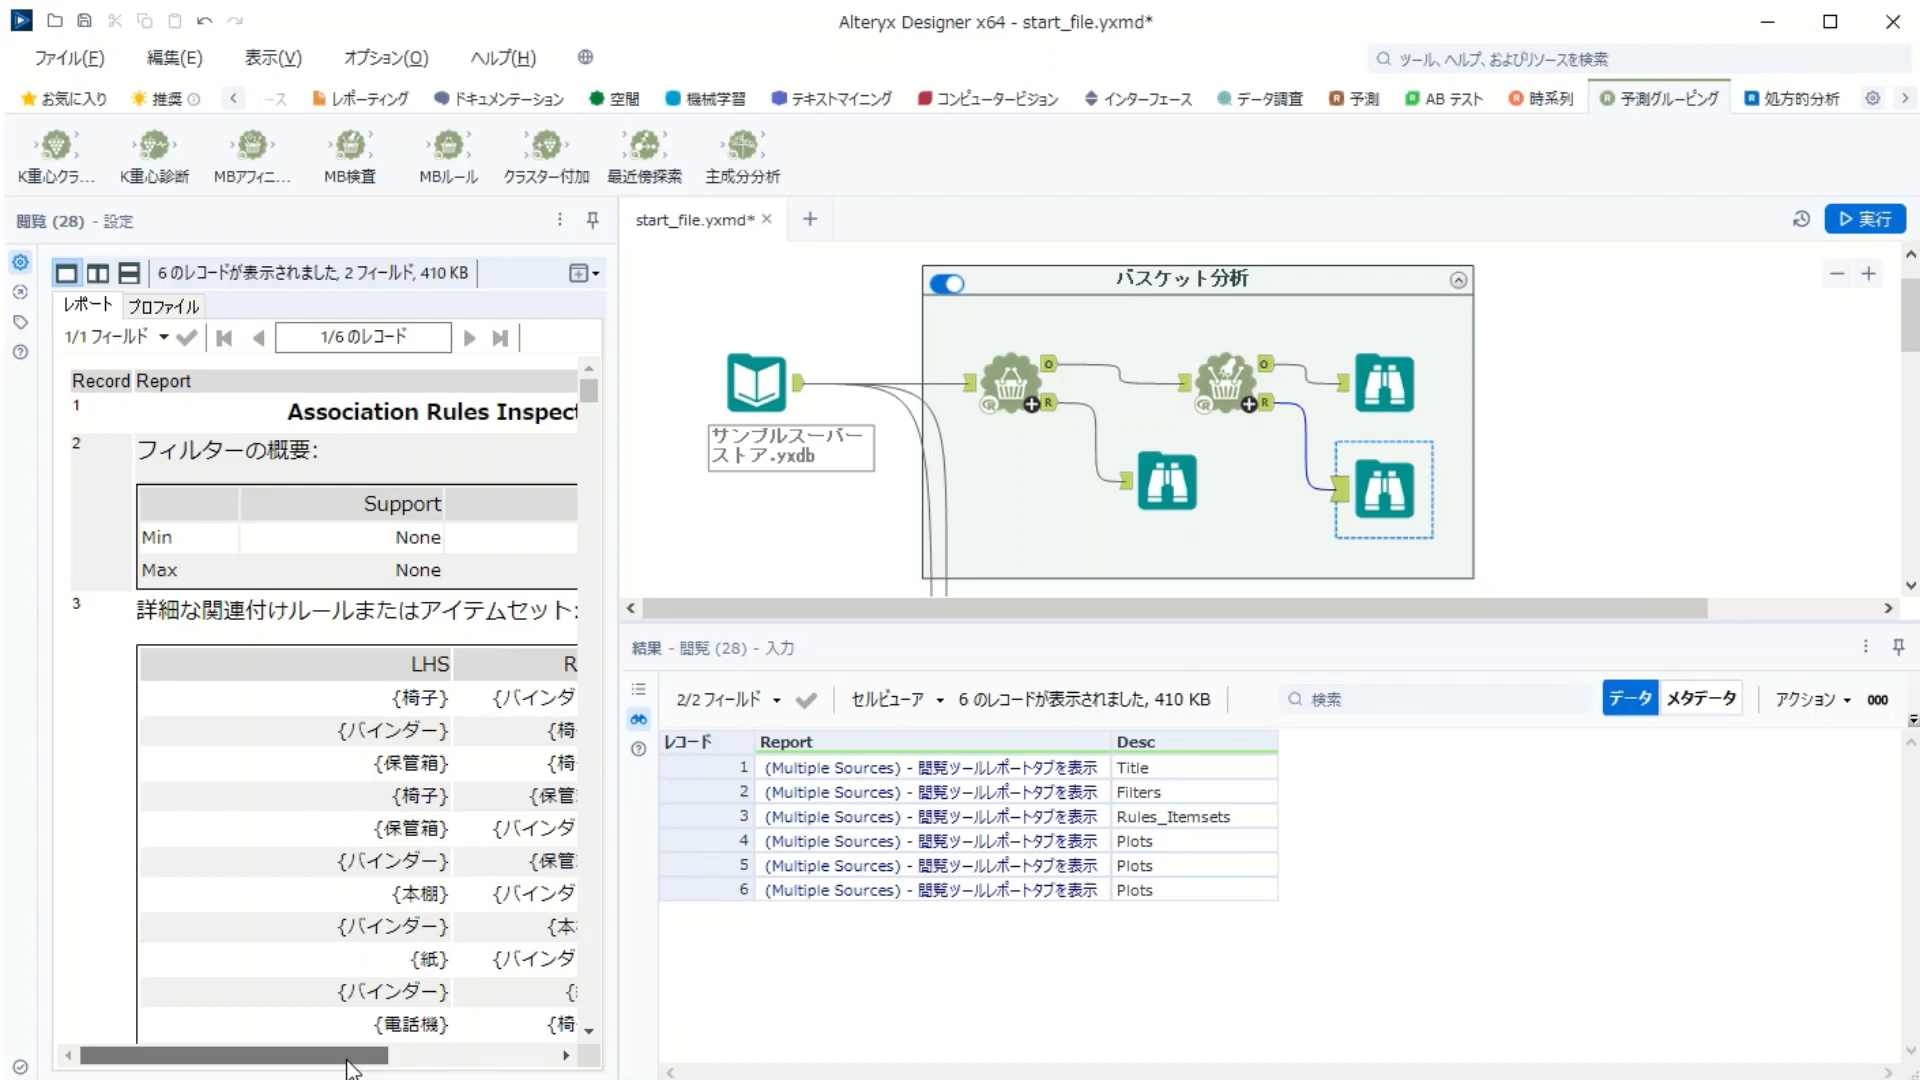 Alteryx Designer x64 - start_file.yxmd*
ファイル(F) 編集(E) 表示(V) オプション(O) ヘルプ(H)
ツール、ヘルプ、およびリソースを検索
お気に入り 推奨 ース レポーティング ドキュメンテーション 空間 機械学習 テキストマイニング コンピュータービジョン インターフェース データ調査 予測 AB テスト 時系列 予測グルーピング 処方的分析
K重心クラ... K重心診断 MBアフィニ... MB検査 MBルール クラスター付加 最近傍探索 主成分分析
閲覧 (28) - 設定
start_file.yxmd*
実行
6 のレコードが表示されました, 2 フィールド, 410 KB
レポート プロファイル
1/1 フィールド 1/6 のレコード
Record Report
1 Association Rules Inspect
2 フィルターの概要:
Support
Min None
Max None
3 詳細な関連付けルールまたはアイテムセット:
LHS R
{椅子} {バインダ
{バインダー} {椅
{保管箱} {椅
{椅子} {保管
{保管箱} {バインダ
{バインダー} {保管
{本棚} {バインダ
{バインダー} {本
{紙} {バインダ
{バインダー} {
{電話機} {椅
バスケット分析
O
R
O
R
サンプルスーパー
ストア.yxdb
結果 - 閲覧 (28) - 入力
2/2 フィールド セルビューア 6 のレコードが表示されました, 410 KB 検索 データ メタデータ アクション 000
レコード Report Desc
1 (Multiple Sources) - 閲覧ツールレポートタブを表示 Title
2 (Multiple Sources) - 閲覧ツールレポートタブを表示 Filters
3 (Multiple Sources) - 閲覧ツールレポートタブを表示 Rules_Itemsets
4 (Multiple Sources) - 閲覧ツールレポートタブを表示 Plots
5 (Multiple Sources) - 閲覧ツールレポートタブを表示 Plots
6 (Multiple Sources) - 閲覧ツールレポートタブを表示 Plots